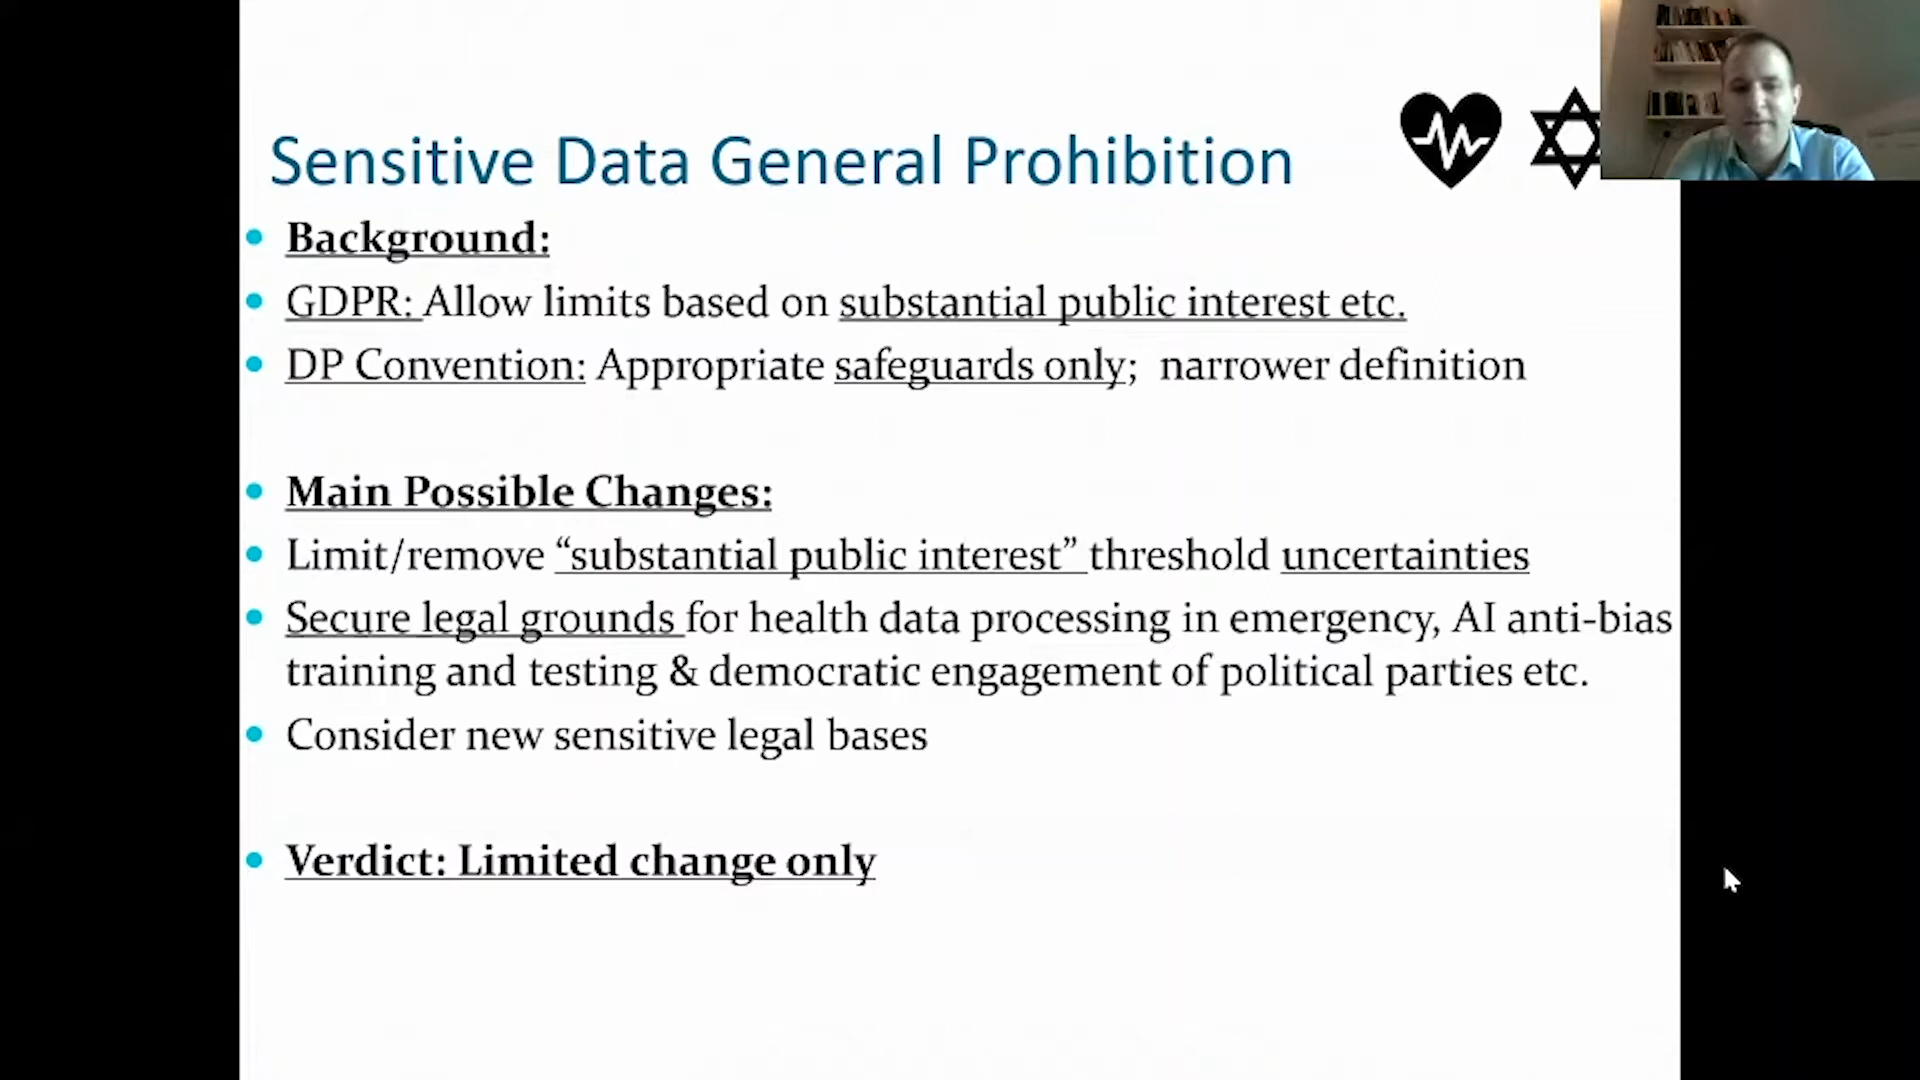 Sensitive Data General Prohibition
Background:
GDPR: Allow limits based on substantial public interest etc.
DP Convention: Appropriate safeguards only; narrower definition
Main Possible Changes:
Limit/remove “substantial public interest” threshold uncertainties
Secure legal grounds for health data processing in emergency, AI anti-bias
training and testing & democratic engagement of political parties etc.
Consider new sensitive legal bases
Verdict: Limited change only